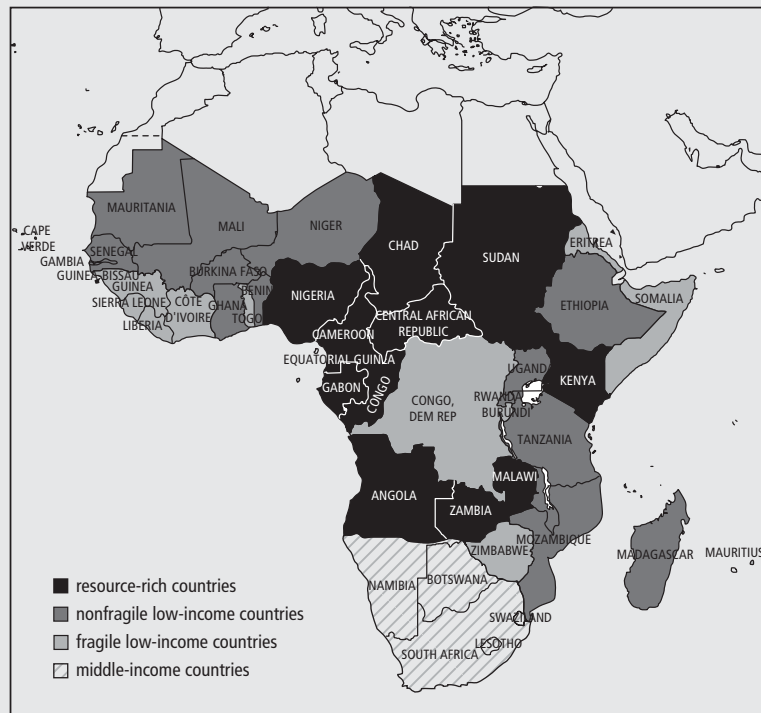 MAURITANIA
MALI
NIGER
CAPE
VERDE
SENEGAL
GAMBIA
GUINEA-BISSAU
GUINEA
SIERRA LEONE
LIBERIA
CÔTE
D'IVOIRE
BURKINA FASO
GHANA
BENIN
TOGO
NIGERIA
CHAD
SUDAN
ERITREA
ETHIOPIA
SOMALIA
CAMEROON
CENTRAL AFRICAN
REPUBLIC
EQUATORIAL GUINLA
GABON
CONGO
CONGO,
DEM REP
UGAND
RWANDA
BURUNDI
KENYA
TANZANIA
ANGOLA
MALAWI
ZAMBIA
MOZAMBIQUE
ZIMBABWE
MADAGASCAR
MAURITIUS
NAMIBIA
BOTSWANA
SWAZILAND
LESOTHO
SOUTH AFRICA
resource-rich countries
nonfragile low-income countries
fragile low-income countries
middle-income countries